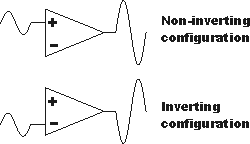 +
Non-inverting
-
configuration
+
Inverting
-
configuration